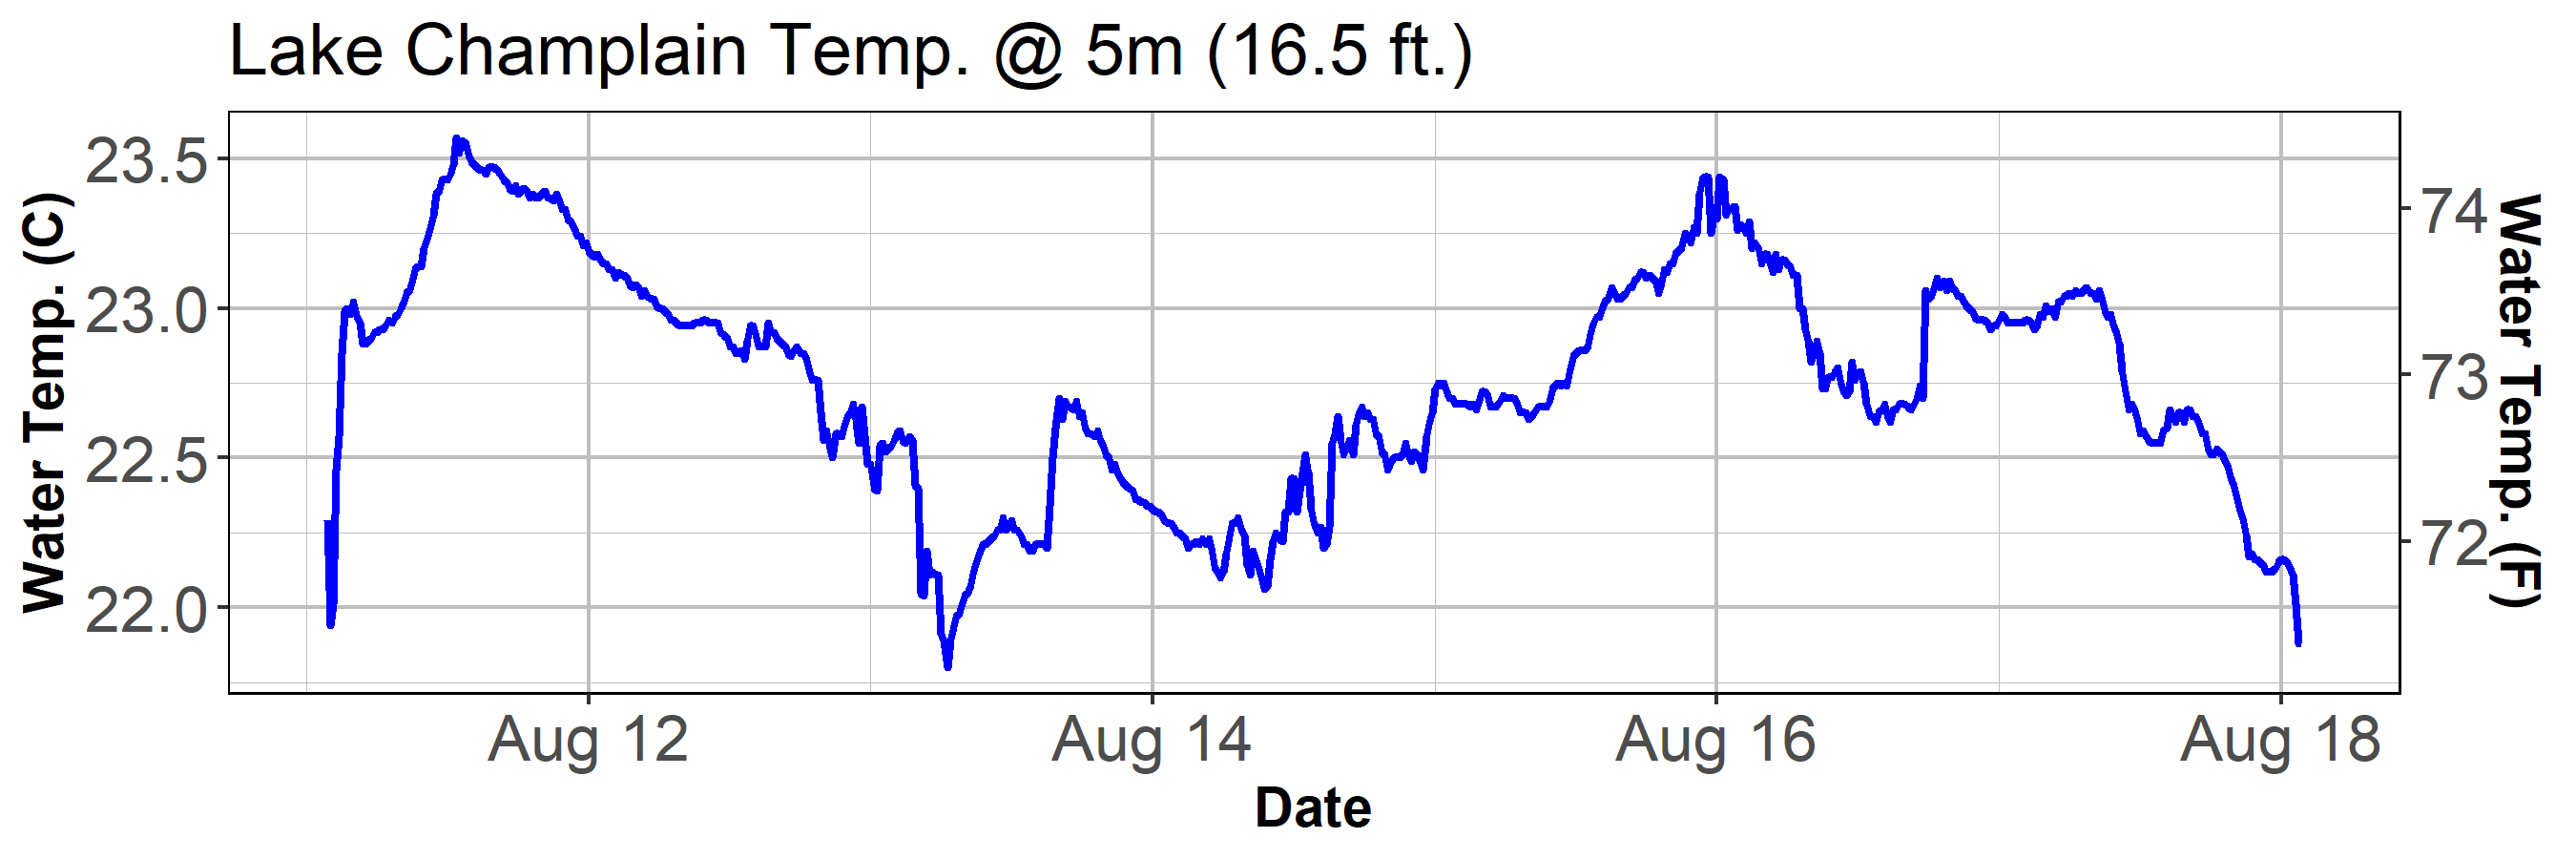 Lake Champlain Temp. @ 5m (16.5 ft.)
Water Temp. (C)
23.5
23.0
22.5
22.0
74
73
72
Water Temp. (F)
Aug 12 Aug 14 Aug 16 Aug 18
Date